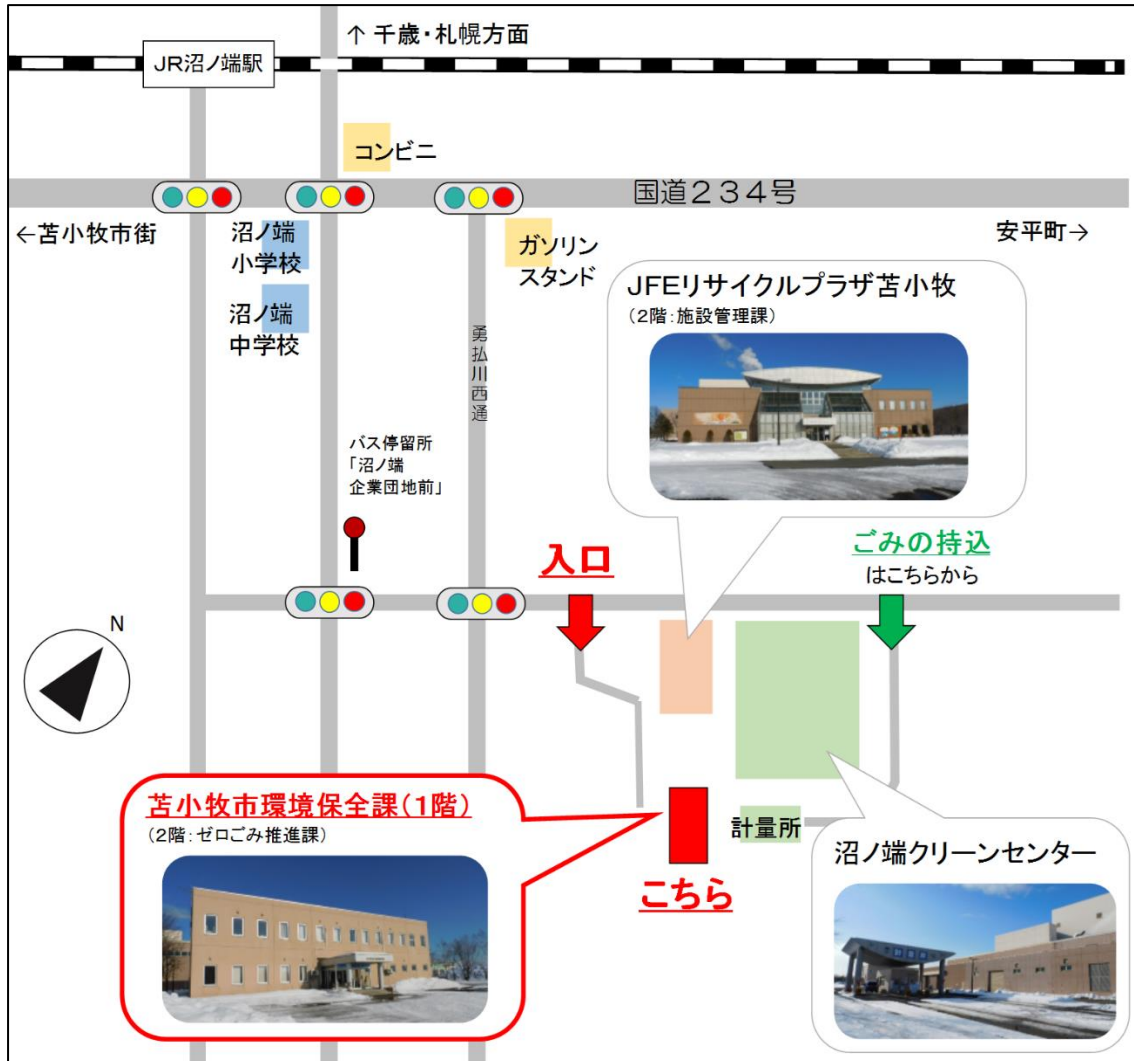 ↑ 千歳・札幌方面
JR沼ノ端駅
コンビニ
国道234号
←苫小牧市街
沼ノ端
小学校
ガソリン
スタンド
安平町→
沼ノ端
中学校
JFEリサイクルプラザ苫小牧
(2階:施設管理課)
勇払川西通
バス停留所
「沼ノ端
企業団地前」
入口
ごみの持込
はこちらから
N
苫小牧市環境保全課(1階)
(2階:ゼロごみ推進課)
計量所
沼ノ端クリーンセンター
こちら